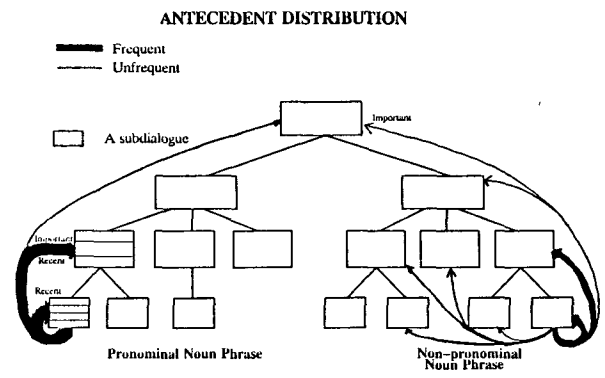 ANTECEDENT DISTRIBUTION
Frequent
Unfrequent
Important
A subdialogue
Important
Recent
Recent
Pronominal Noun Phrase
Non-pronominal
Noun Phrase